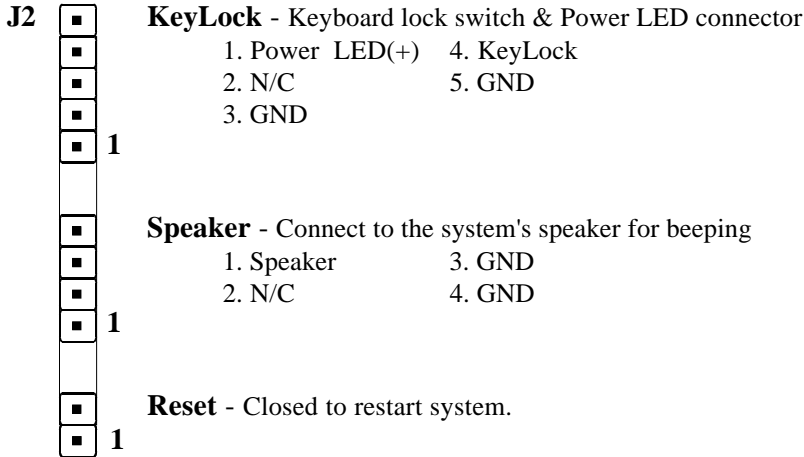 J2 KeyLock - Keyboard lock switch & Power LED connector
1. Power LED(+) 4. KeyLock
2. N/C 5. GND
3. GND
1
Speaker - Connect to the system's speaker for beeping
1. Speaker 3. GND
2. N/C 4. GND
1
Reset - Closed to restart system.
1